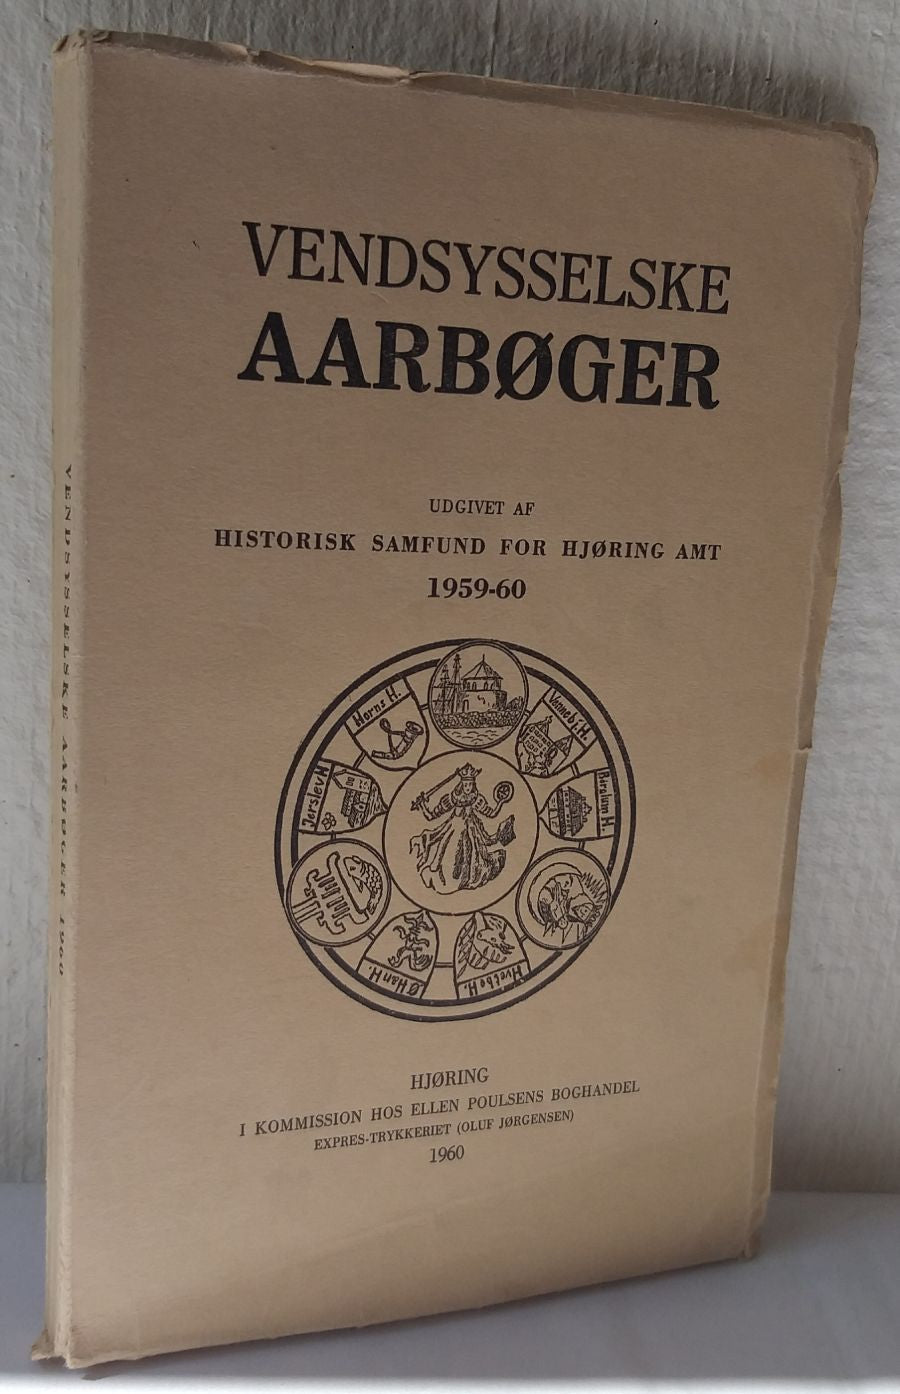 VENDSYSSELSKE
AARBØGER
UDGIVET AF
HISTORISK SAMFUND FOR HJØRING AMT
1959-60
Horns H.
Vennebj. H.
Jerslev H.
Børglum H.
Ø Han H.
Hvetbo H.
HJØRING
I KOMMISSION HOS ELLEN POULSENS BOGHANDEL
EXPRES-TRYKKERIET (OLUF JØRGENSEN)
1960
VENDSYSSELSKE AARBØGER 1960